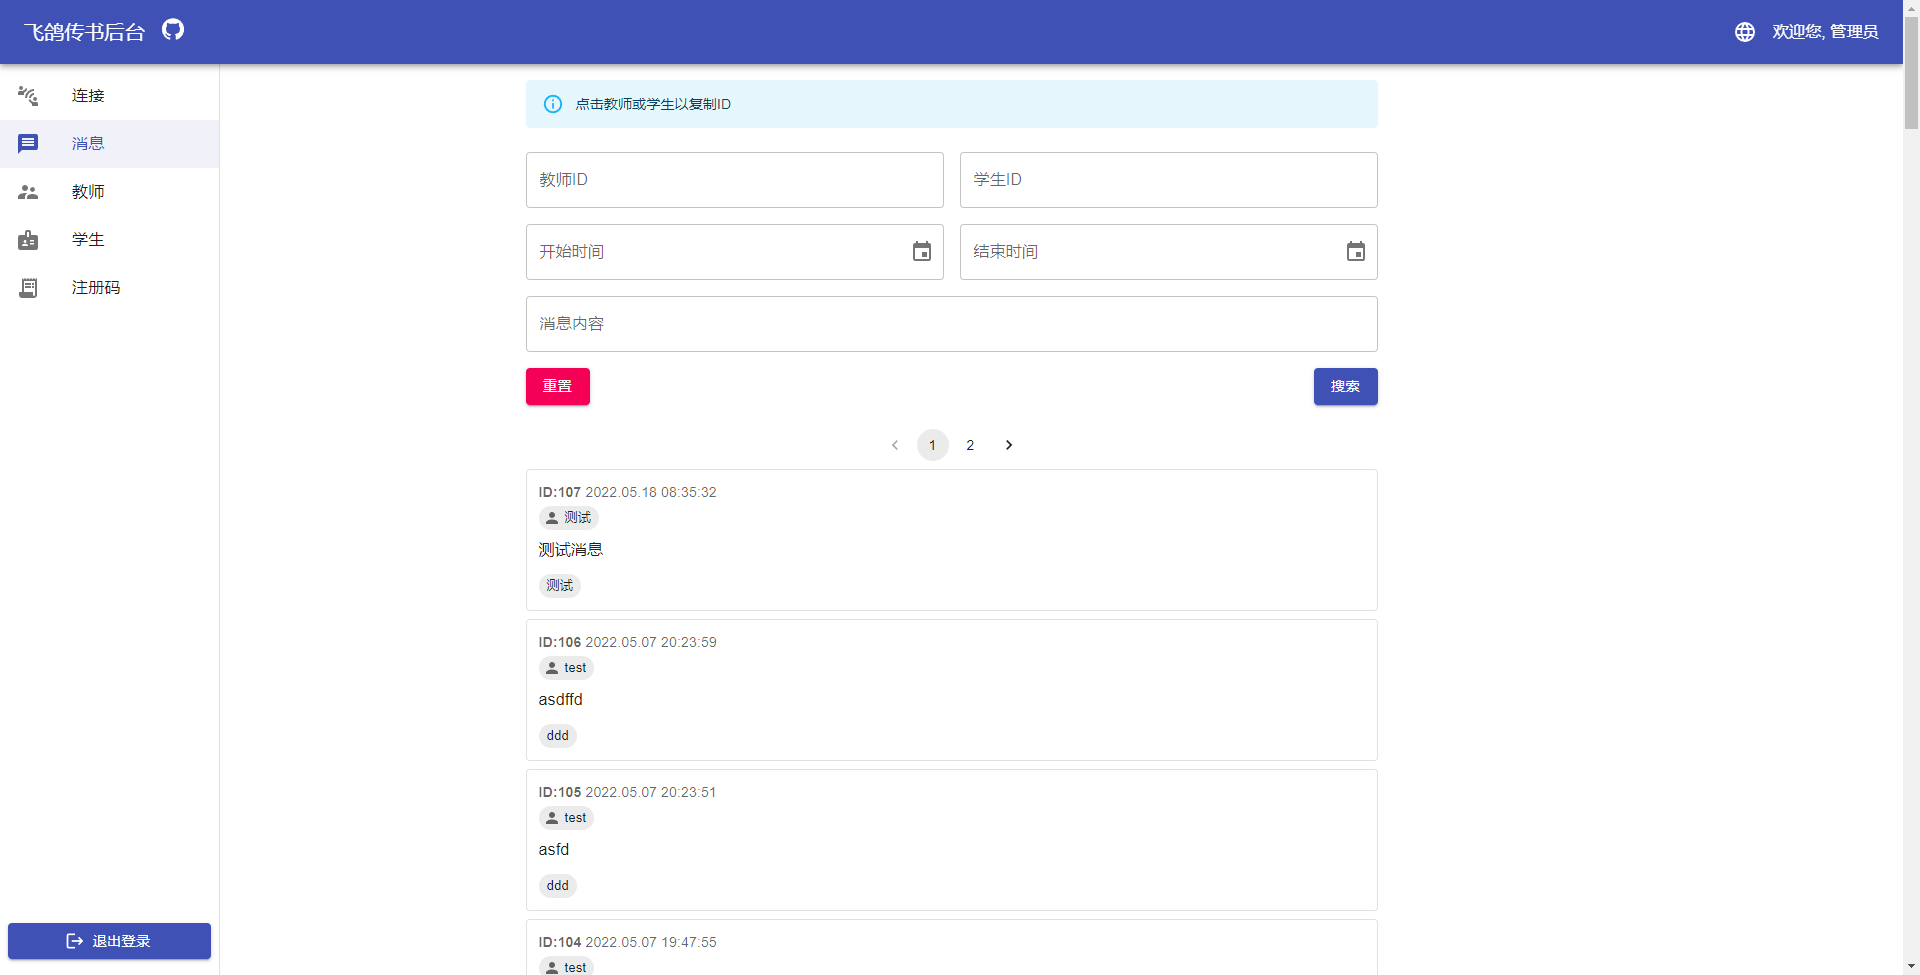 飞鸽传书后台
欢迎您, 管理员
连接
消息
教师
学生
注册码
退出登录
点击教师或学生以复制ID
教师ID
学生ID
开始时间
结束时间
消息内容
重置
搜索
1 2
ID:107 2022.05.18 08:35:32
测试
测试消息
测试
ID:106 2022.05.07 20:23:59
test
asdffd
ddd
ID:105 2022.05.07 20:23:51
test
asfd
ddd
ID:104 2022.05.07 19:47:55
test